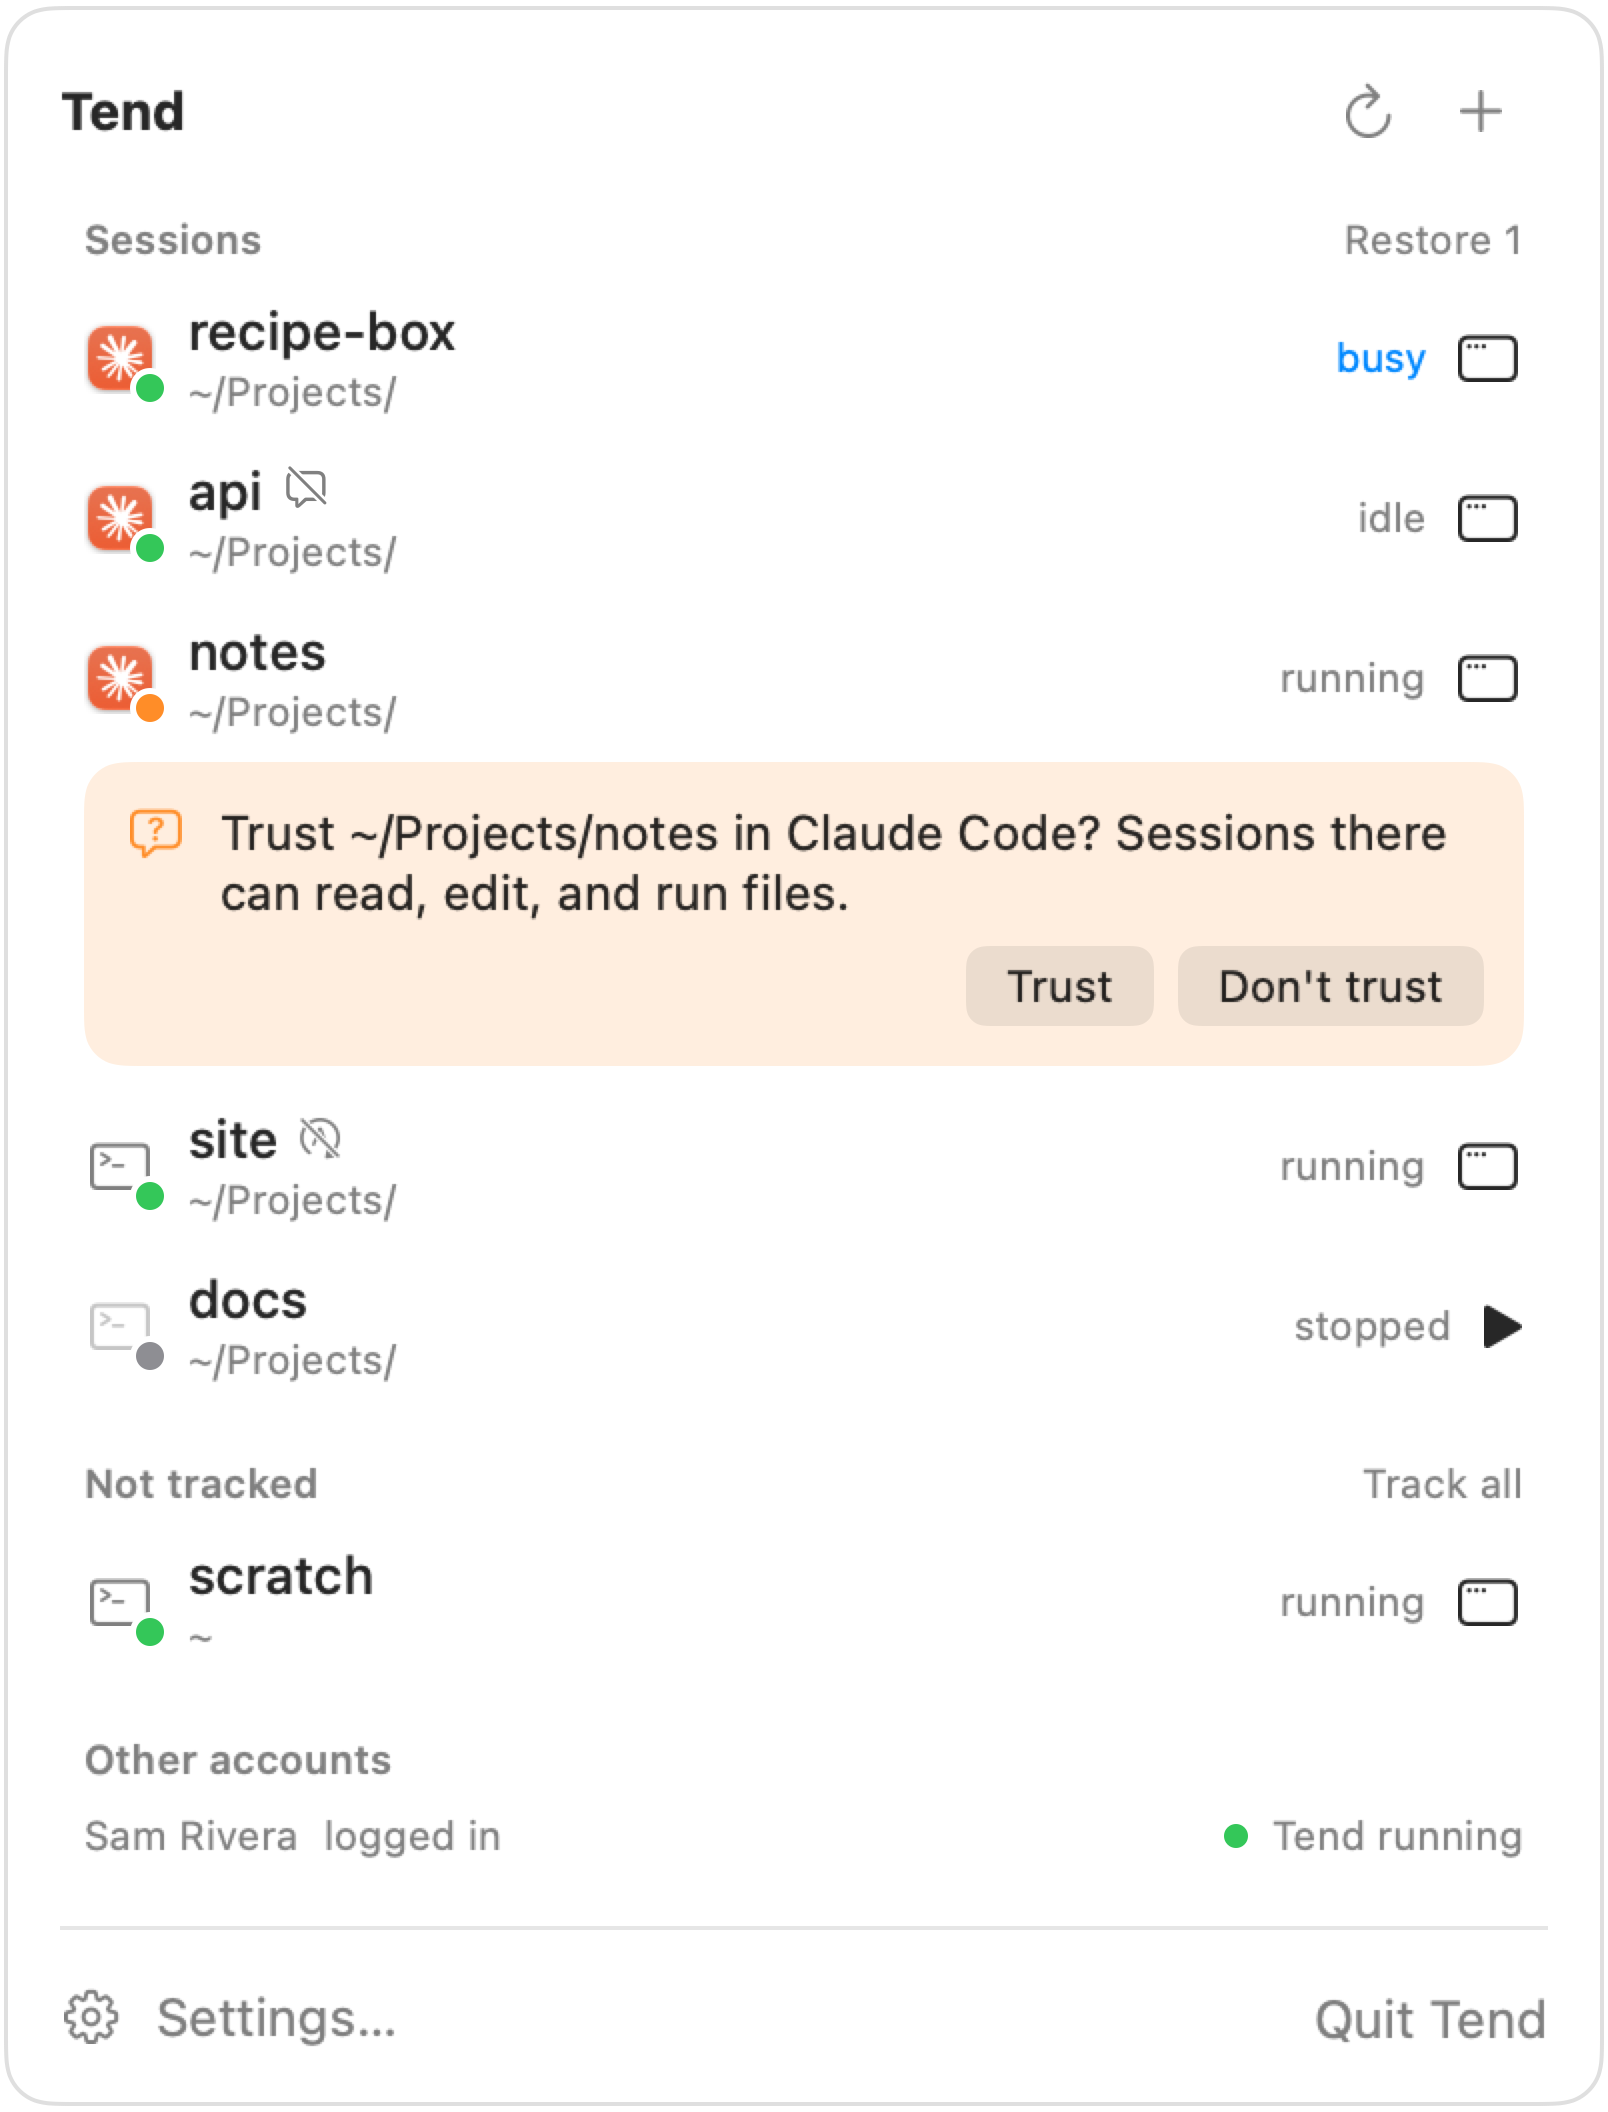 Tend
Sessions
Restore 1
recipe-box
~/Projects/
busy
api
~/Projects/
idle
notes
~/Projects/
running
Trust ~/Projects/notes in Claude Code? Sessions there
can read, edit, and run files.
Trust
Don't trust
site
~/Projects/
running
docs
~/Projects/
stopped
Not tracked
Track all
scratch
~
running
Other accounts
Sam Rivera logged in
Tend running
Settings...
Quit Tend